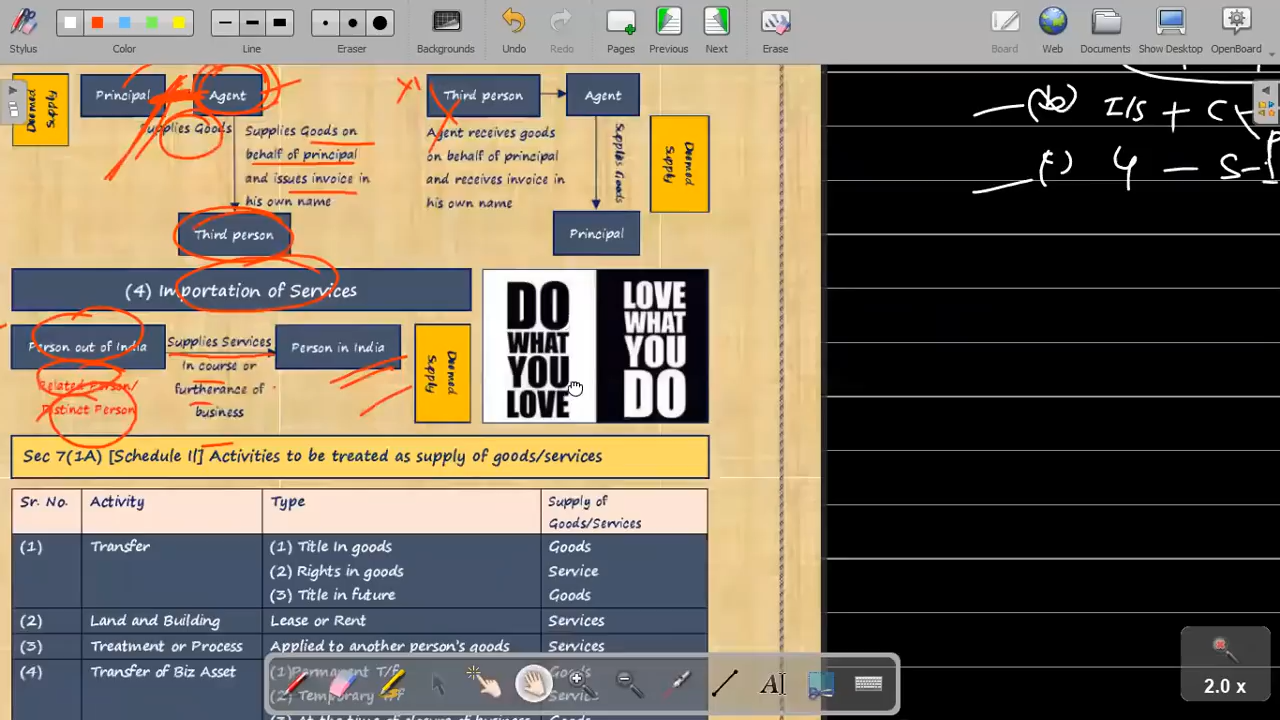 Stylus
Color
Line
Eraser
Backgrounds
Undo
Redo
Pages
Previous
Next
Erase
Board
Web
Documents
Show Desktop
OpenBoard
Deemed Supply
Principal
Agent
Supplies Goods
Supplies Goods on
behalf of principal
and issues invoice in
his own name
Third person
Third person
Agent
Agent receives goods
on behalf of principal
and receives invoice in
his own name
Supplies Goods
Deemed Supply
Principal
(b) I/s + C
(c) 4 - S-I
(4) Importation of Services
Person out of India
Related Person/
Distinct Person
Supplies Services
In course or
furtherance of
business
Person in India
Deemed Supply
DO
WHAT
YOU
LOVE
LOVE
WHAT
YOU
DO
Sec 7(1A) [Schedule II] Activities to be treated as supply of goods/services
Sr. No. Activity Type Supply of
Goods/Services
(1) Transfer (1) Title In goods Goods
(2) Rights in goods Service
(3) Title in future Goods
(2) Land and Building Lease or Rent Services
(3) Treatment or Process Applied to another person's goods Services
(4) Transfer of Biz Asset (1)Permanent T/f
2.0 x